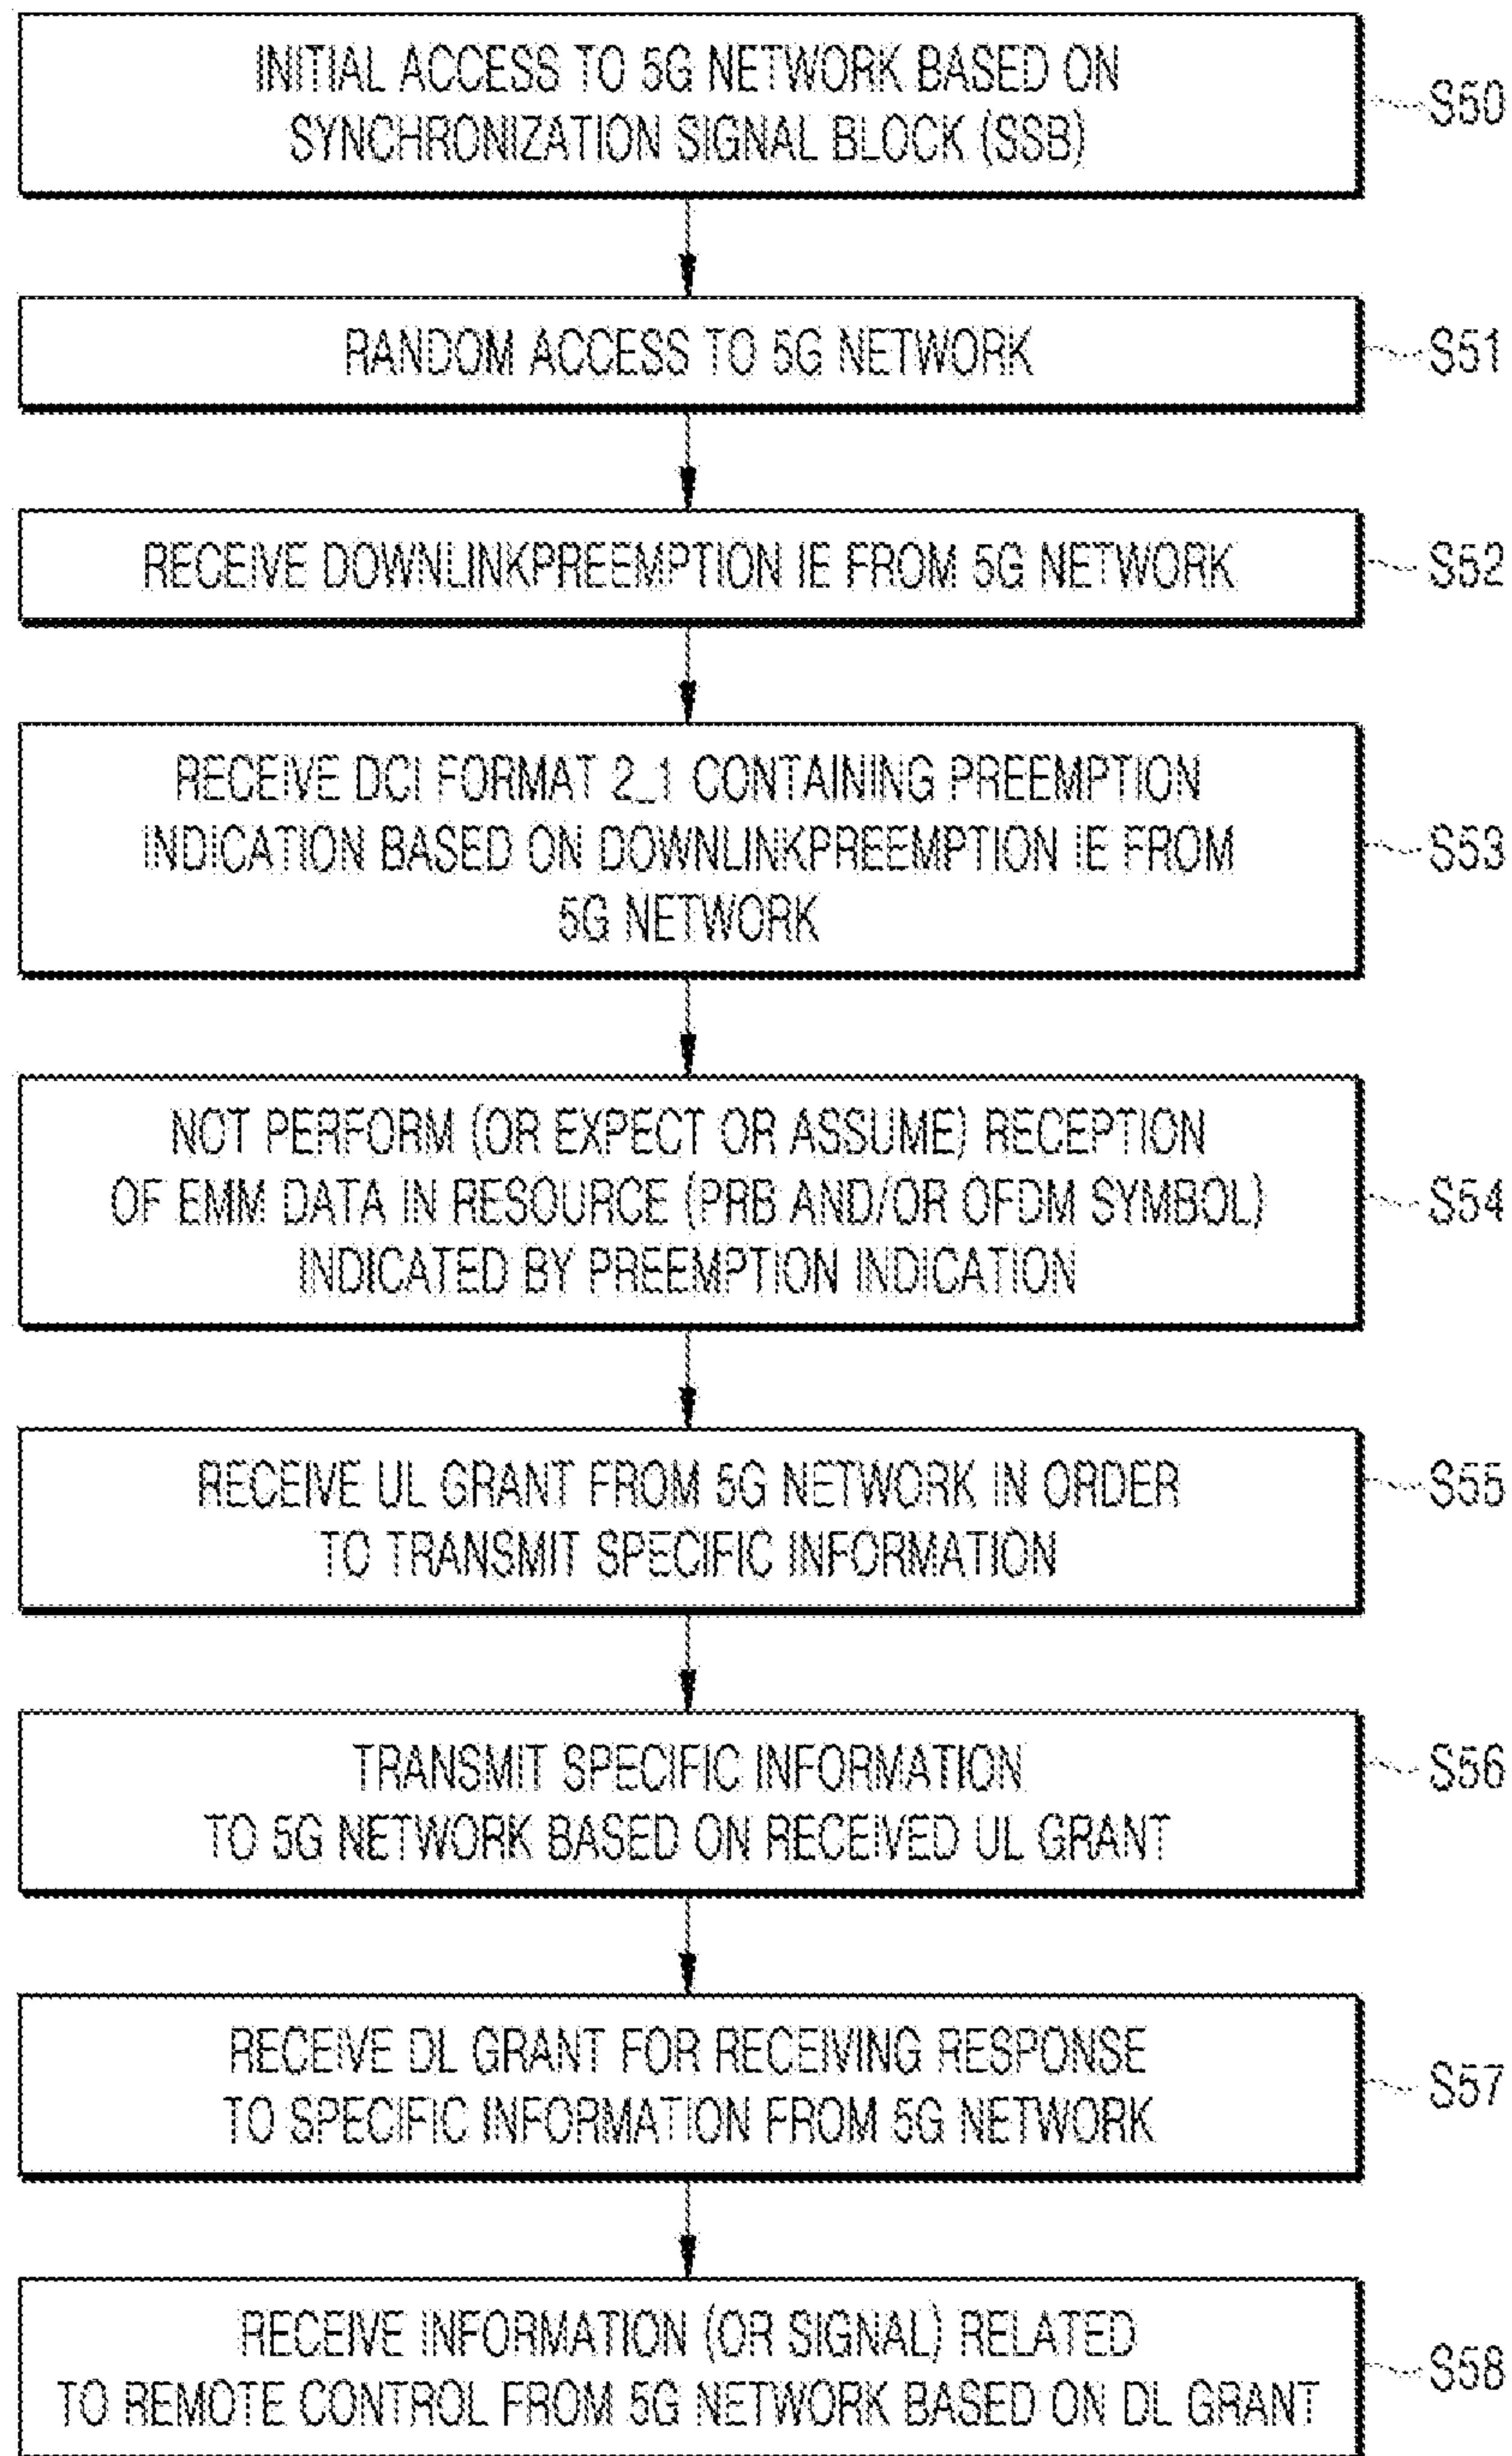 INITIAL ACCESS TO 5G NETWORK BASED ON
SYNCHRONIZATION SIGNAL BLOCK (SSB)
S50
RANDOM ACCESS TO 5G NETWORK
S51
RECEIVE DOWNLINKPREEMPTION IE FROM 5G NETWORK
S52
RECEIVE DCI FORMAT 2_1 CONTAINING PREEMPTION
INDICATION BASED ON DOWNLINKPREEMPTION IE FROM
5G NETWORK
S53
NOT PERFORM (OR EXPECT OR ASSUME) RECEPTION
OF EMM DATA IN RESOURCE (PRB AND/OR OFDM SYMBOL)
INDICATED BY PREEMPTION INDICATION
S54
RECEIVE UL GRANT FROM 5G NETWORK IN ORDER
TO TRANSMIT SPECIFIC INFORMATION
S55
TRANSMIT SPECIFIC INFORMATION
TO 5G NETWORK BASED ON RECEIVED UL GRANT
S56
RECEIVE DL GRANT FOR RECEIVING RESPONSE
TO SPECIFIC INFORMATION FROM 5G NETWORK
S57
RECEIVE INFORMATION (OR SIGNAL) RELATED
TO REMOTE CONTROL FROM 5G NETWORK BASED ON DL GRANT
S58